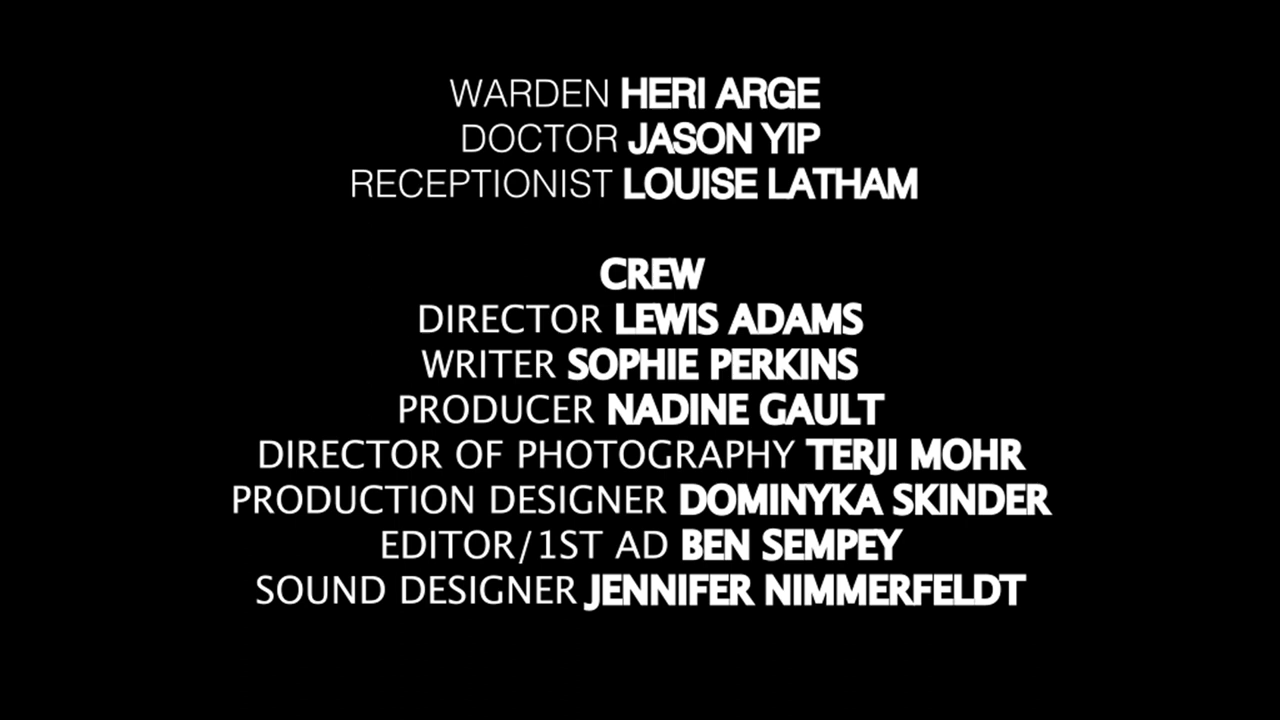 WARDEN HERI ARGE
DOCTOR JASON YIP
RECEPTIONIST LOUISE LATHAM
CREW
DIRECTOR LEWIS ADAMS
WRITER SOPHIE PERKINS
PRODUCER NADINE GAULT
DIRECTOR OF PHOTOGRAPHY TERJI MOHR
PRODUCTION DESIGNER DOMINYKA SKINDER
EDITOR/1ST AD BEN SEMPEY
SOUND DESIGNER JENNIFER NIMMERFELDT